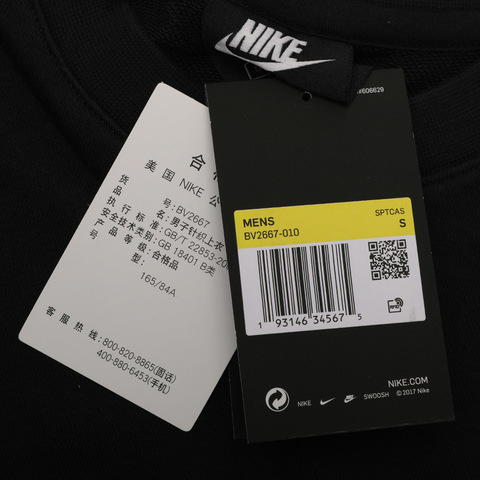 NIKE
#606629
合
美 国 NIKE 公
货 号: BV2667
品 名: 男子针织上衣
执 行 标 准: GB/T 22853-20
安全技术类别: GB 18401 B类
产 品 等 级: 合格品
型:
165/84A
客 服 热 线:
800-820-8865(固话)
400-880-6453(手机)
MENS
SPTCAS
BV2667-010
S
1 93146 34567 5
RFID
NIKE.COM
NIKE
SWOOSH
© 2017 Nike